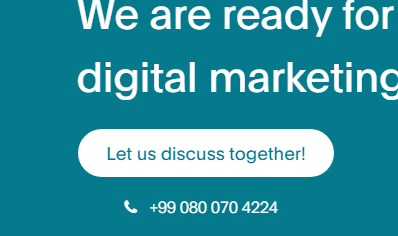 We are ready for
digital marketing
Let us discuss together!
+99 080 070 4224